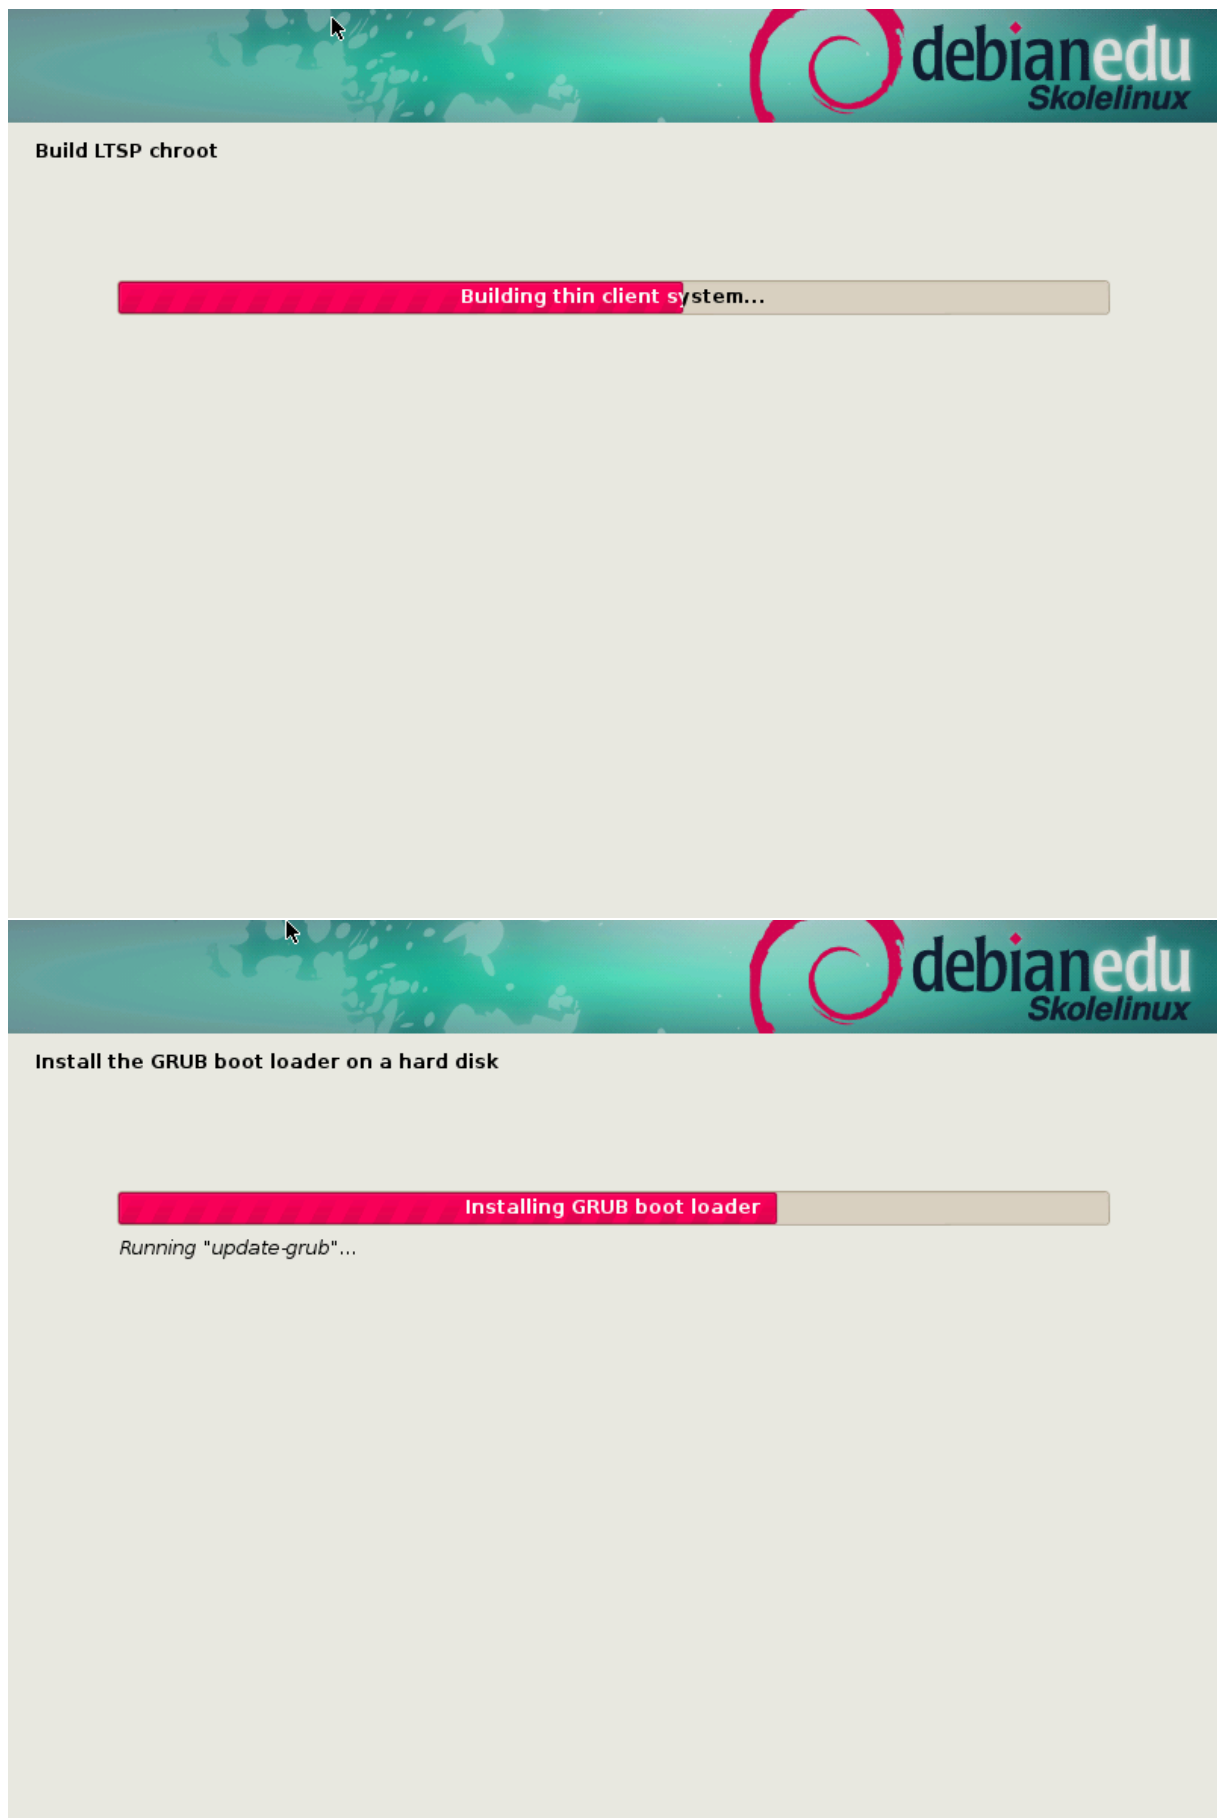 debianedu
Skolelinux
Build LTSP chroot
Building thin client system...
debianedu
Skolelinux
Install the GRUB boot loader on a hard disk
Installing GRUB boot loader
Running "update-grub"...